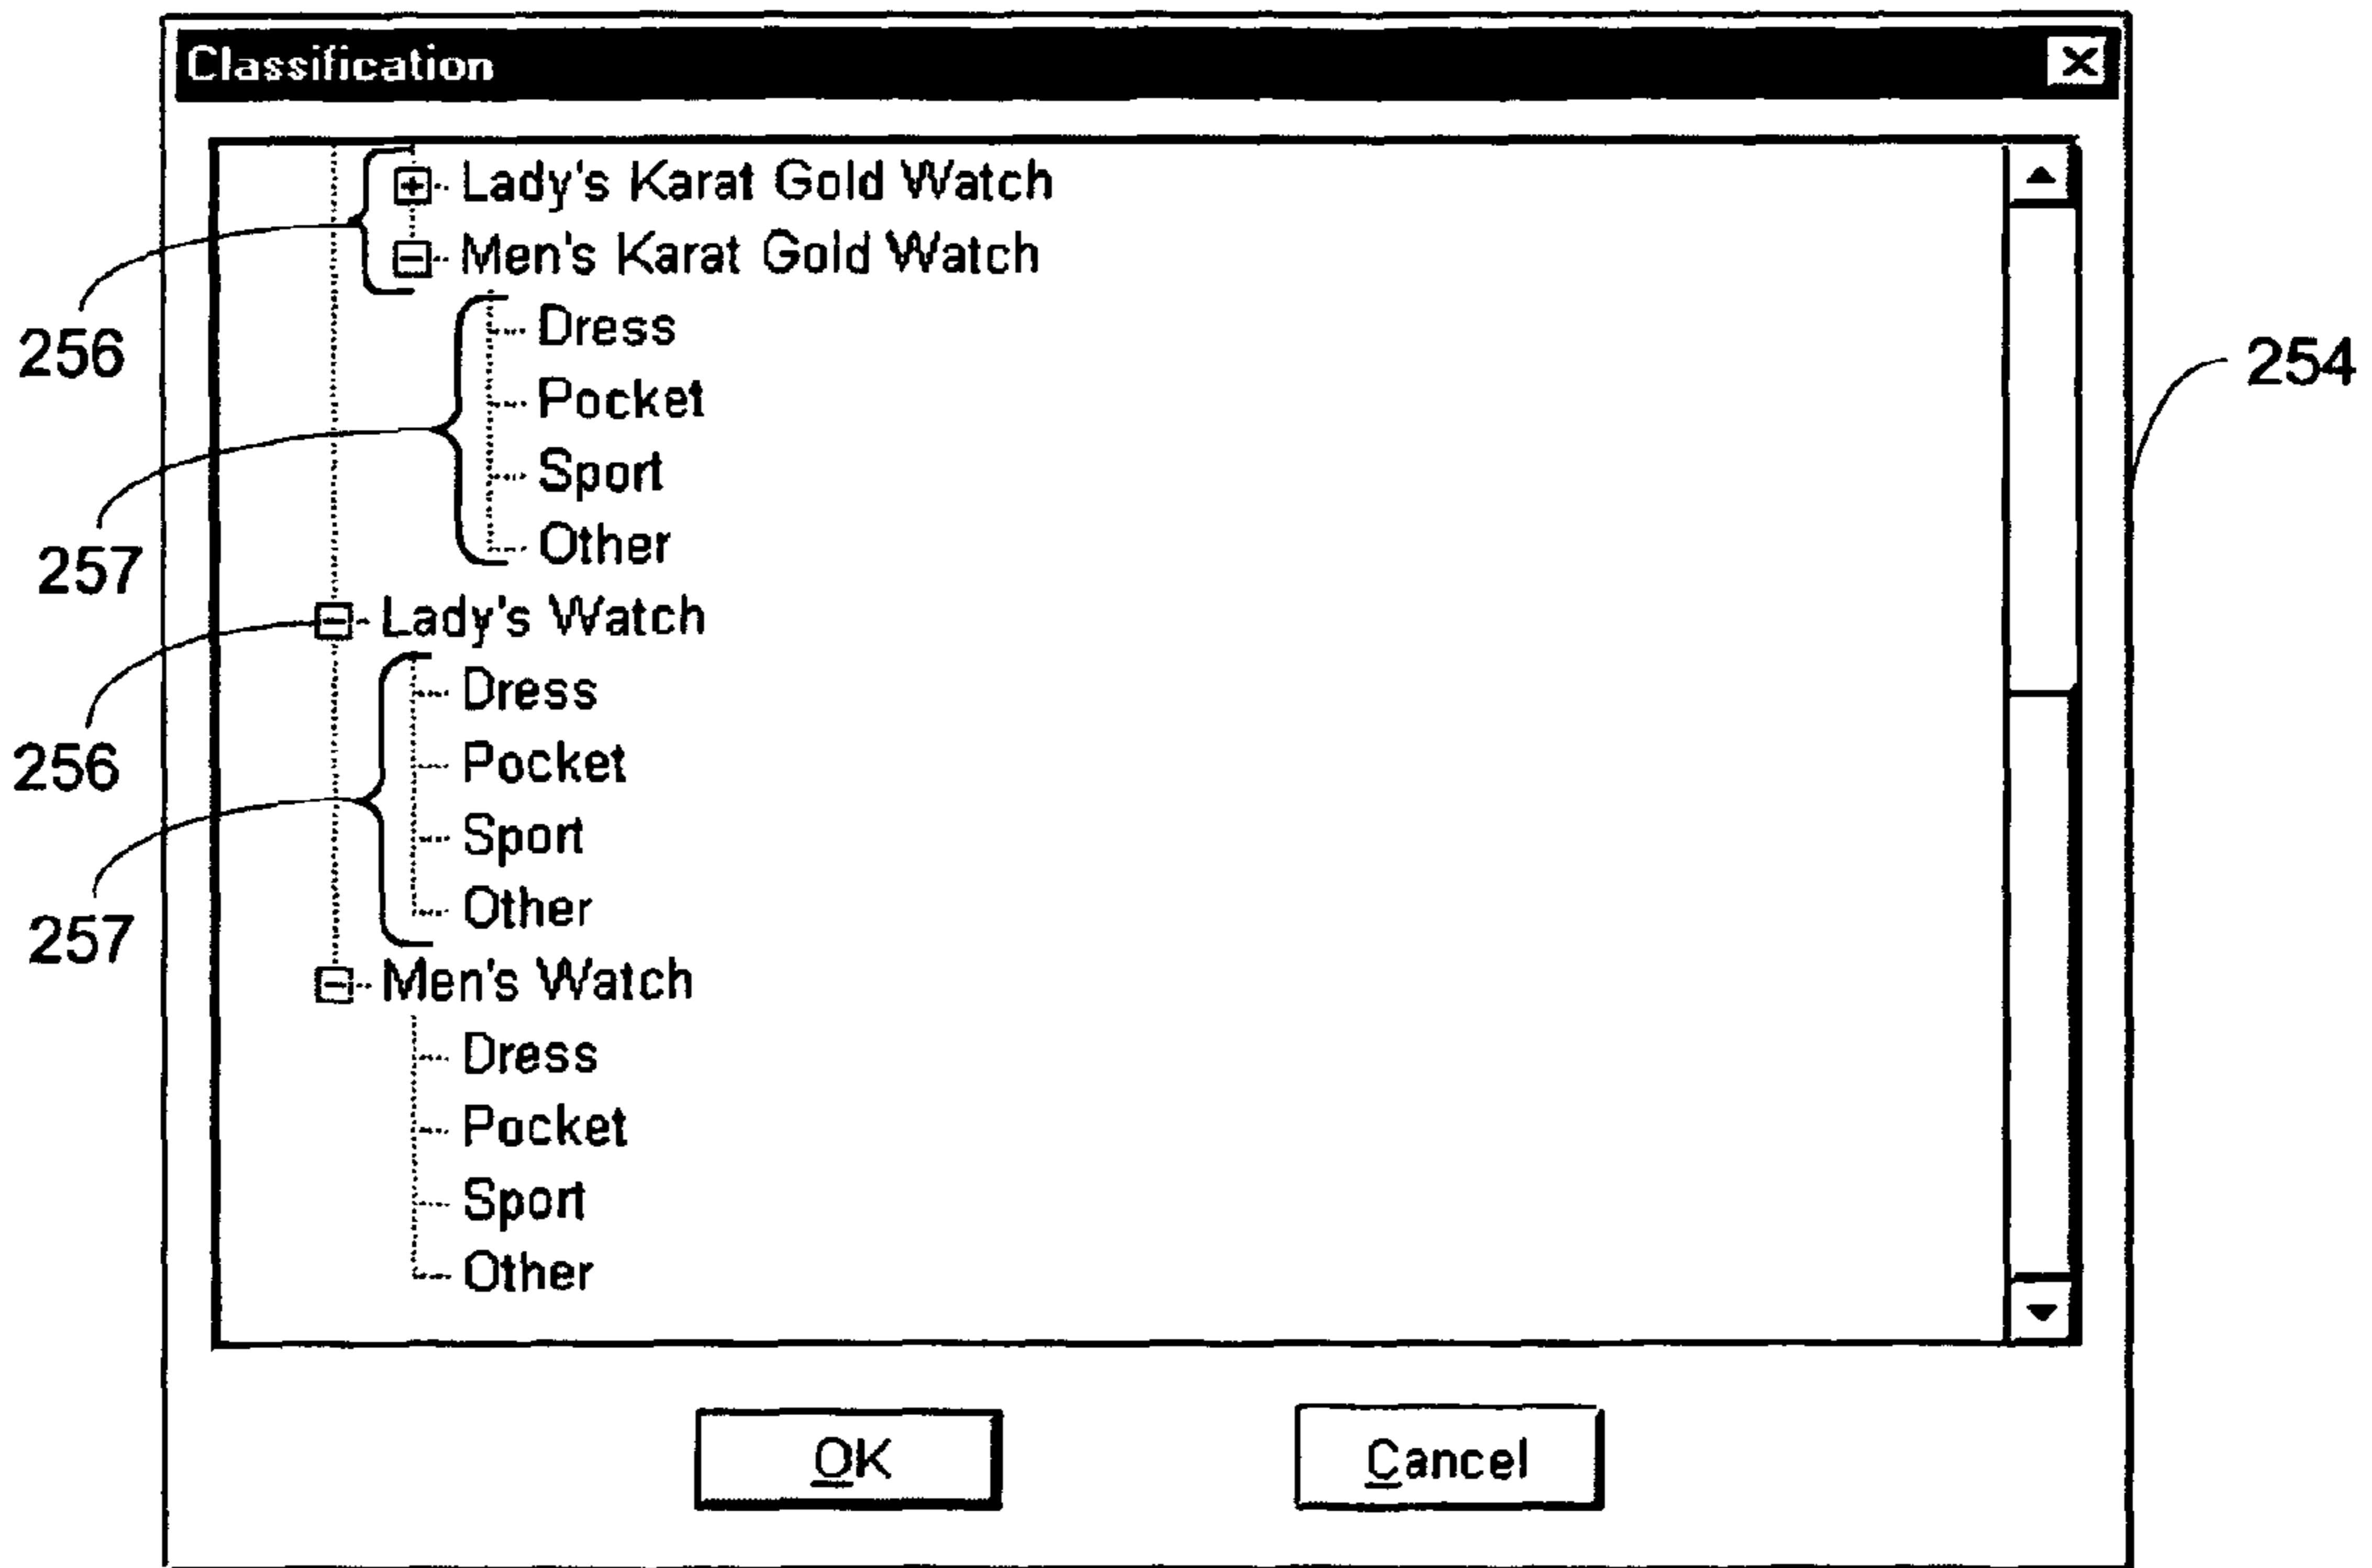 Classification
Lady's Karat Gold Watch
Men's Karat Gold Watch
256
Dress
254
Pocket
Sport
257
Other
Lady's Watch
Dress
256
Pocket
Sport
257
Other
Men's Watch
Dress
Pocket
Sport
Other
OK
Cancel